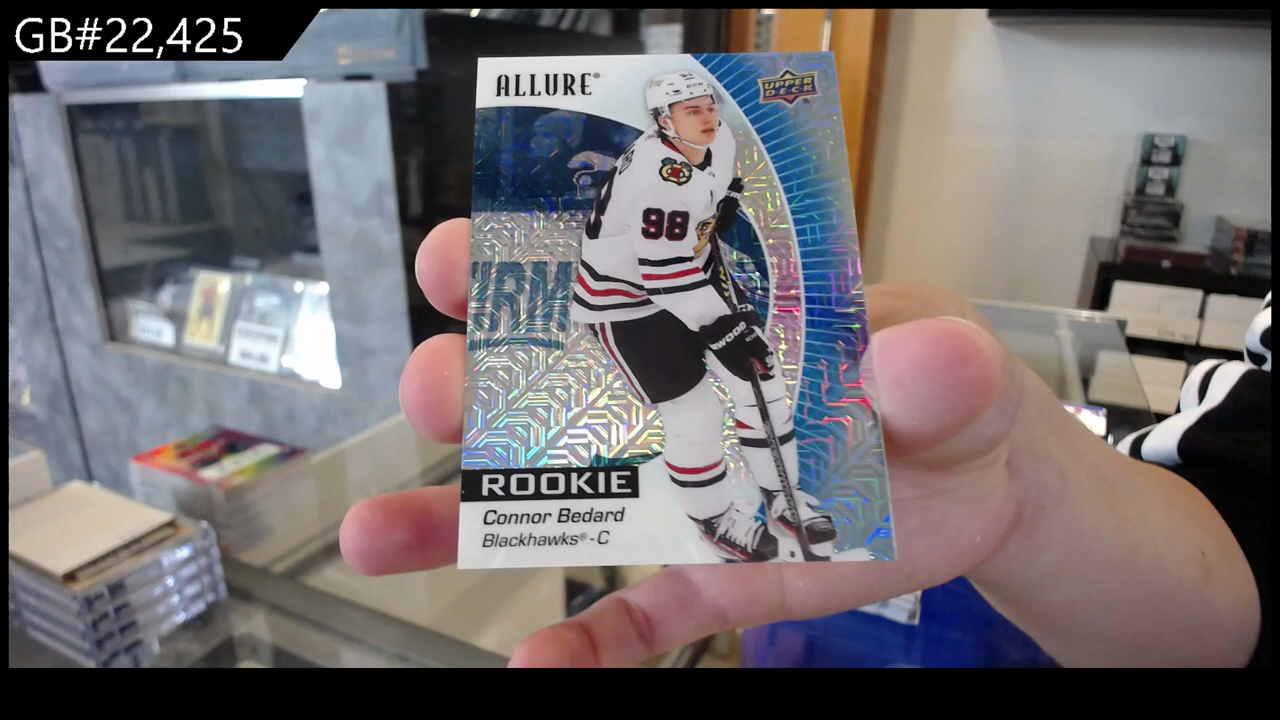 GB#22,425
ALLURE®
UPPER
DECK
98
ROOKIE
Connor Bedard
Blackhawks® - C